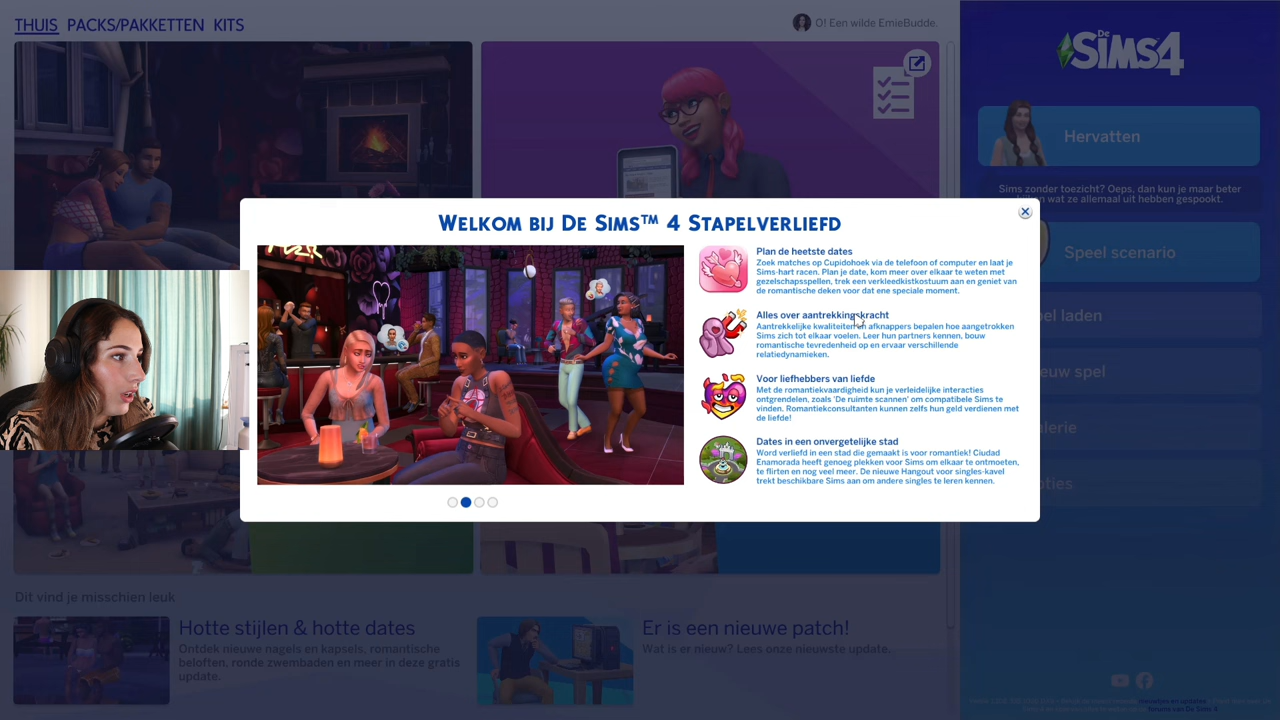 THUIS PACKS/PAKKETTEN KITS
O! Een wilde EmieBudde.
De
SiMS4
Hervatten
Sims zonder toezicht? Oeps, dan kun je maar beter
wat ze allemaal uit hebben gespookt.
Speel scenario
laden
spel
WELKOM BIJ DE SIMS™ 4 STAPELVERLIEFD
Plan de heetste dates
Zoek matches op Cupidohoek via de telefoon of computer en laat je
Sims-hart racen. Plan je date, kom meer over elkaar te weten met
gezelschapsspellen, trek een verkleedkistkostuum aan en geniet van
de romantische deken voor dat ene speciale moment.
Alles over aantrekkingskracht
Aantrekkelijke kwaliteiten en afknappers bepalen hoe aangetrokken
Sims zich tot elkaar voelen. Leer hun partners kennen, bouw
romantische tevredenheid op en ervaar verschillende
relatiedynamieken.
Voor liefhebbers van liefde
Met de romantiekvaardigheid kun je verleidelijke interacties
ontgrendelen, zoals 'De ruimte scannen' om compatibele Sims te
vinden. Romantiekconsultanten kunnen zelfs hun geld verdienen met
de liefde!
Dates in een onvergetelijke stad
Word verliefd in een stad die gemaakt is voor romantiek! Ciudad
Enamorada heeft genoeg plekken voor Sims om elkaar te ontmoeten,
te flirten en nog veel meer. De nieuwe Hangout voor singles-kavel
trekt beschikbare Sims aan om andere singles te leren kennen.
Dit vind je misschien leuk
Hotte stijlen & hotte dates
Ontdek nieuwe nagels en kapsels, romantische
beloften, ronde zwembaden en meer in deze gratis
update.
Er is een nieuwe patch!
Wat is er nieuw? Lees onze nieuwste update.